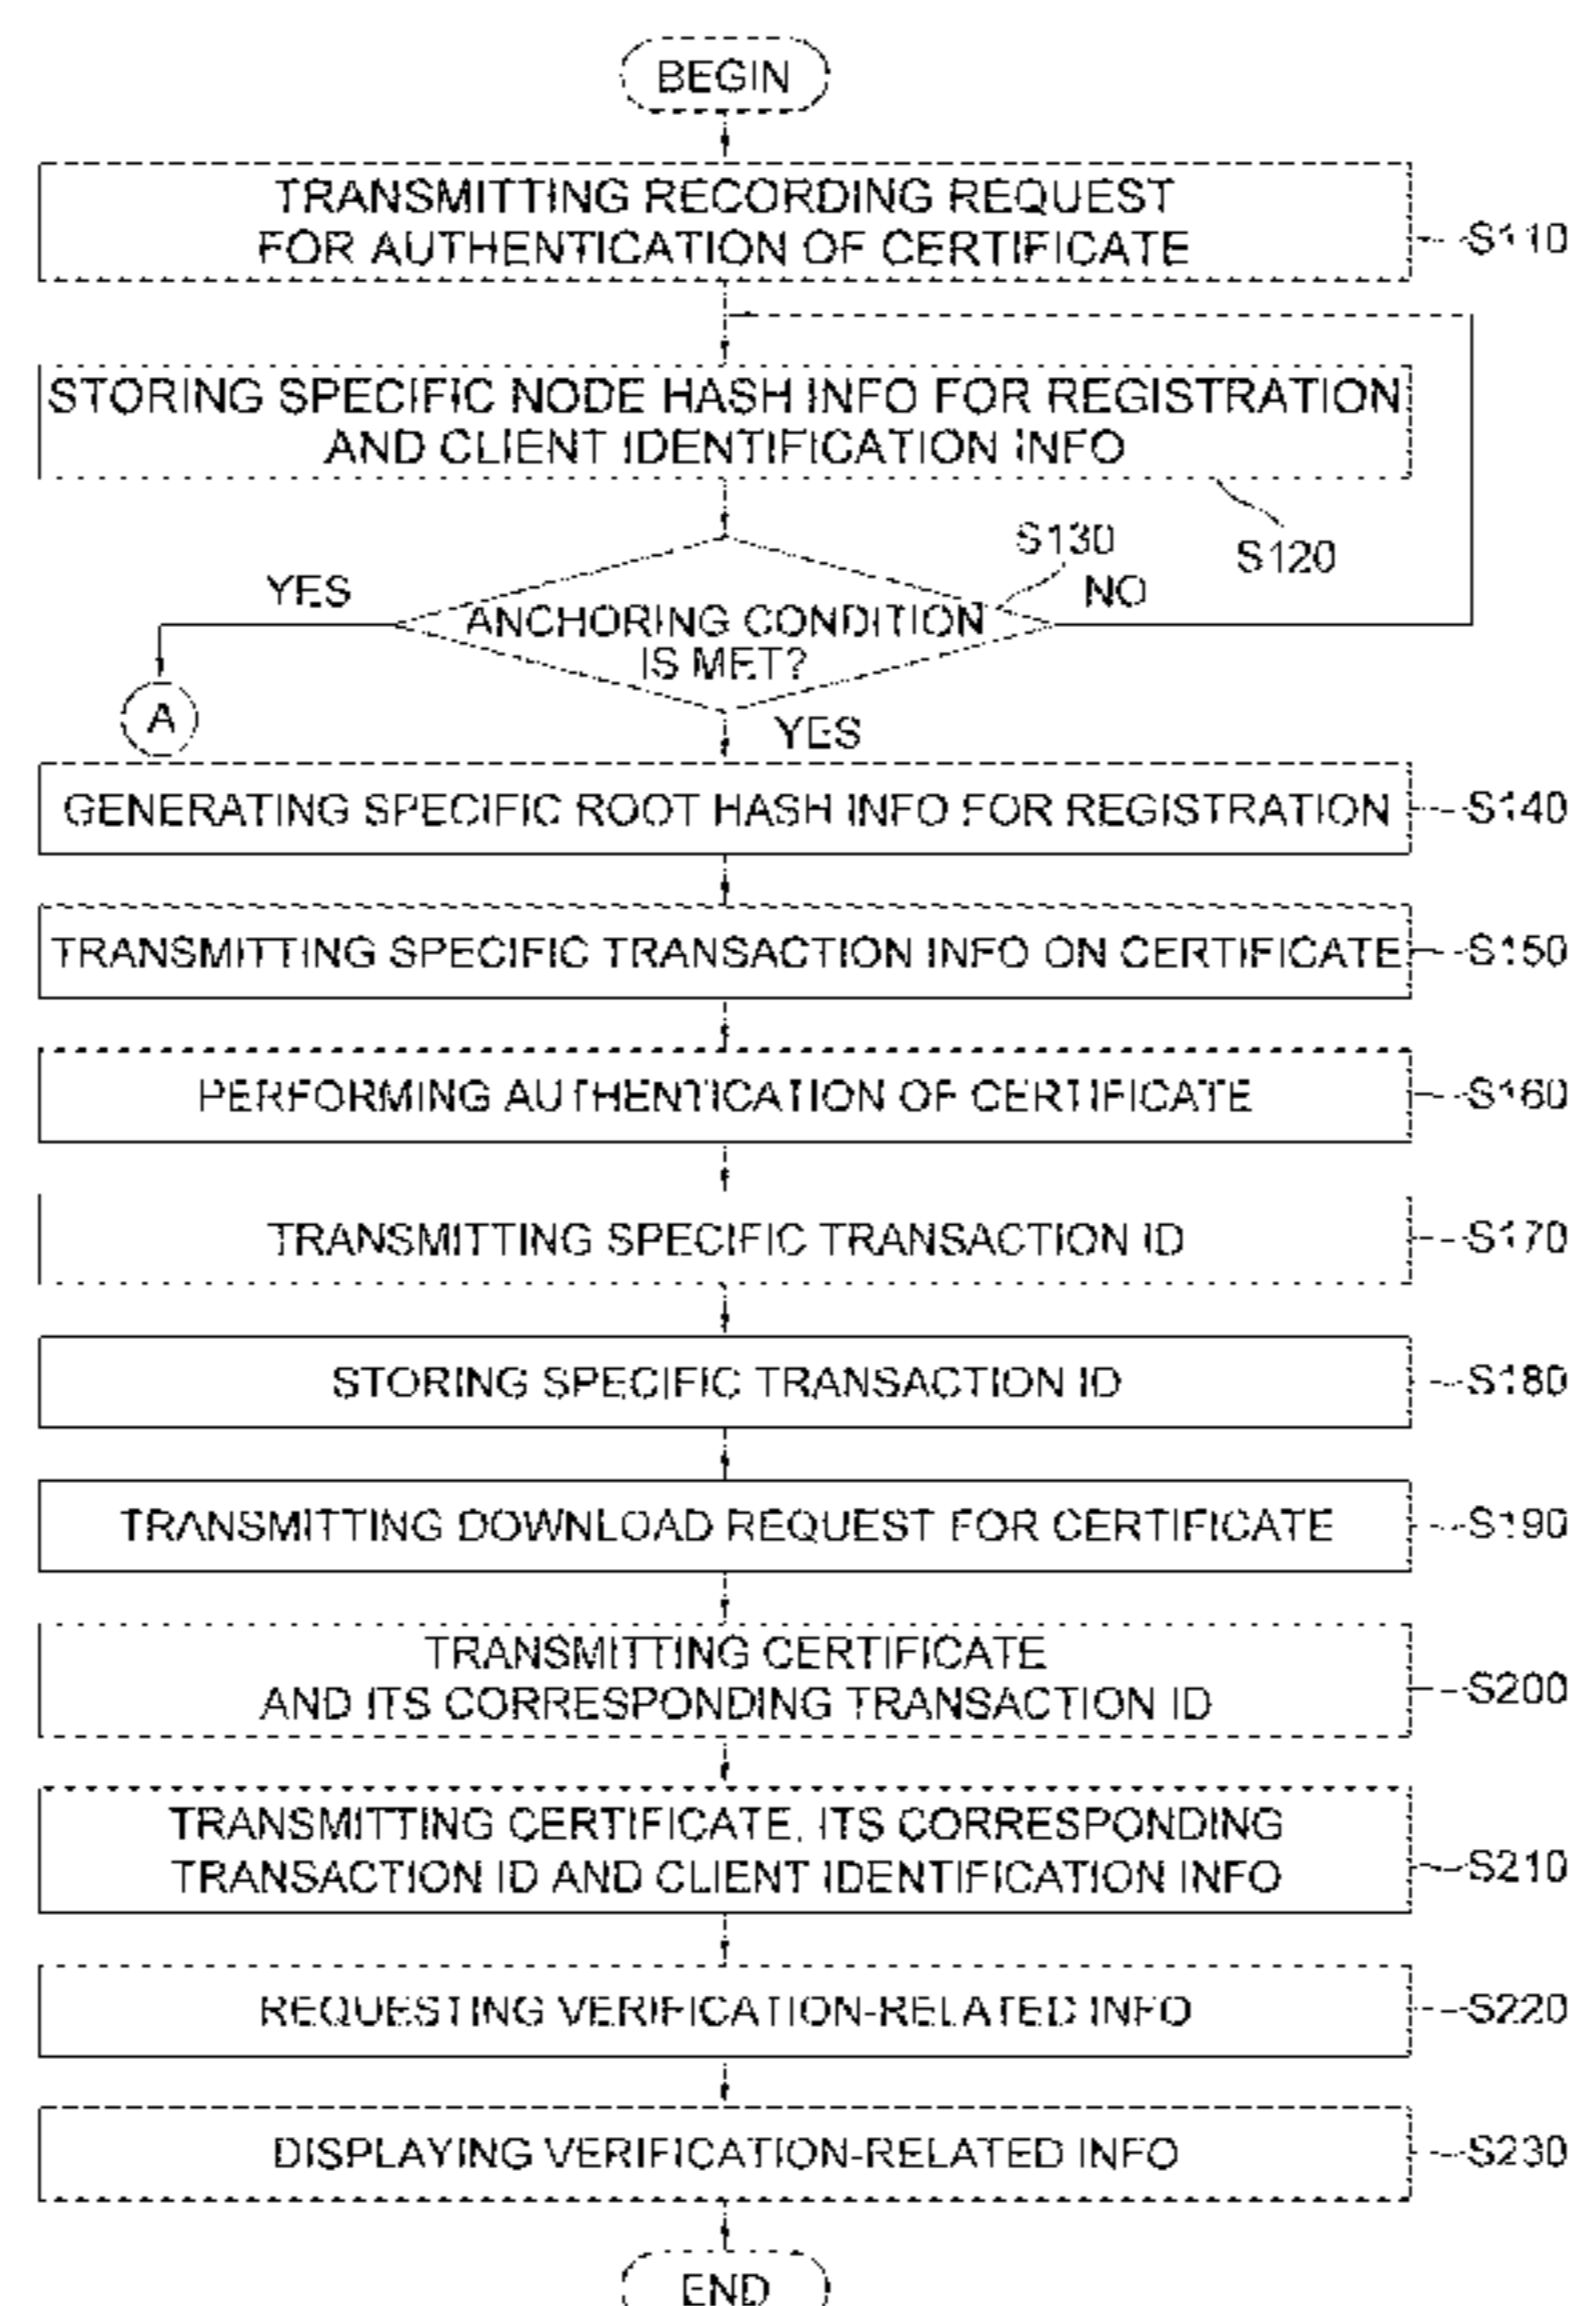 BEGIN
TRANSMITTING RECORDING REQUEST
FOR AUTHENTICATION OF CERTIFICATE
S110
STORING SPECIFIC NODE HASH INFO FOR REGISTRATION
AND CLIENT IDENTIFICATION INFO
S120
S130
YES
NO
ANCHORING CONDITION
IS MET?
A
YES
GENERATING SPECIFIC ROOT HASH INFO FOR REGISTRATION
S140
TRANSMITTING SPECIFIC TRANSACTION INFO ON CERTIFICATE
S150
PERFORMING AUTHENTICATION OF CERTIFICATE
S160
TRANSMITTING SPECIFIC TRANSACTION ID
S170
STORING SPECIFIC TRANSACTION ID
S180
TRANSMITTING DOWNLOAD REQUEST FOR CERTIFICATE
S190
TRANSMITTING CERTIFICATE
AND ITS CORRESPONDING TRANSACTION ID
S200
TRANSMITTING CERTIFICATE, ITS CORRESPONDING
TRANSACTION ID AND CLIENT IDENTIFICATION INFO
S210
REQUESTING VERIFICATION-RELATED INFO
S220
DISPLAYING VERIFICATION-RELATED INFO
S230
END